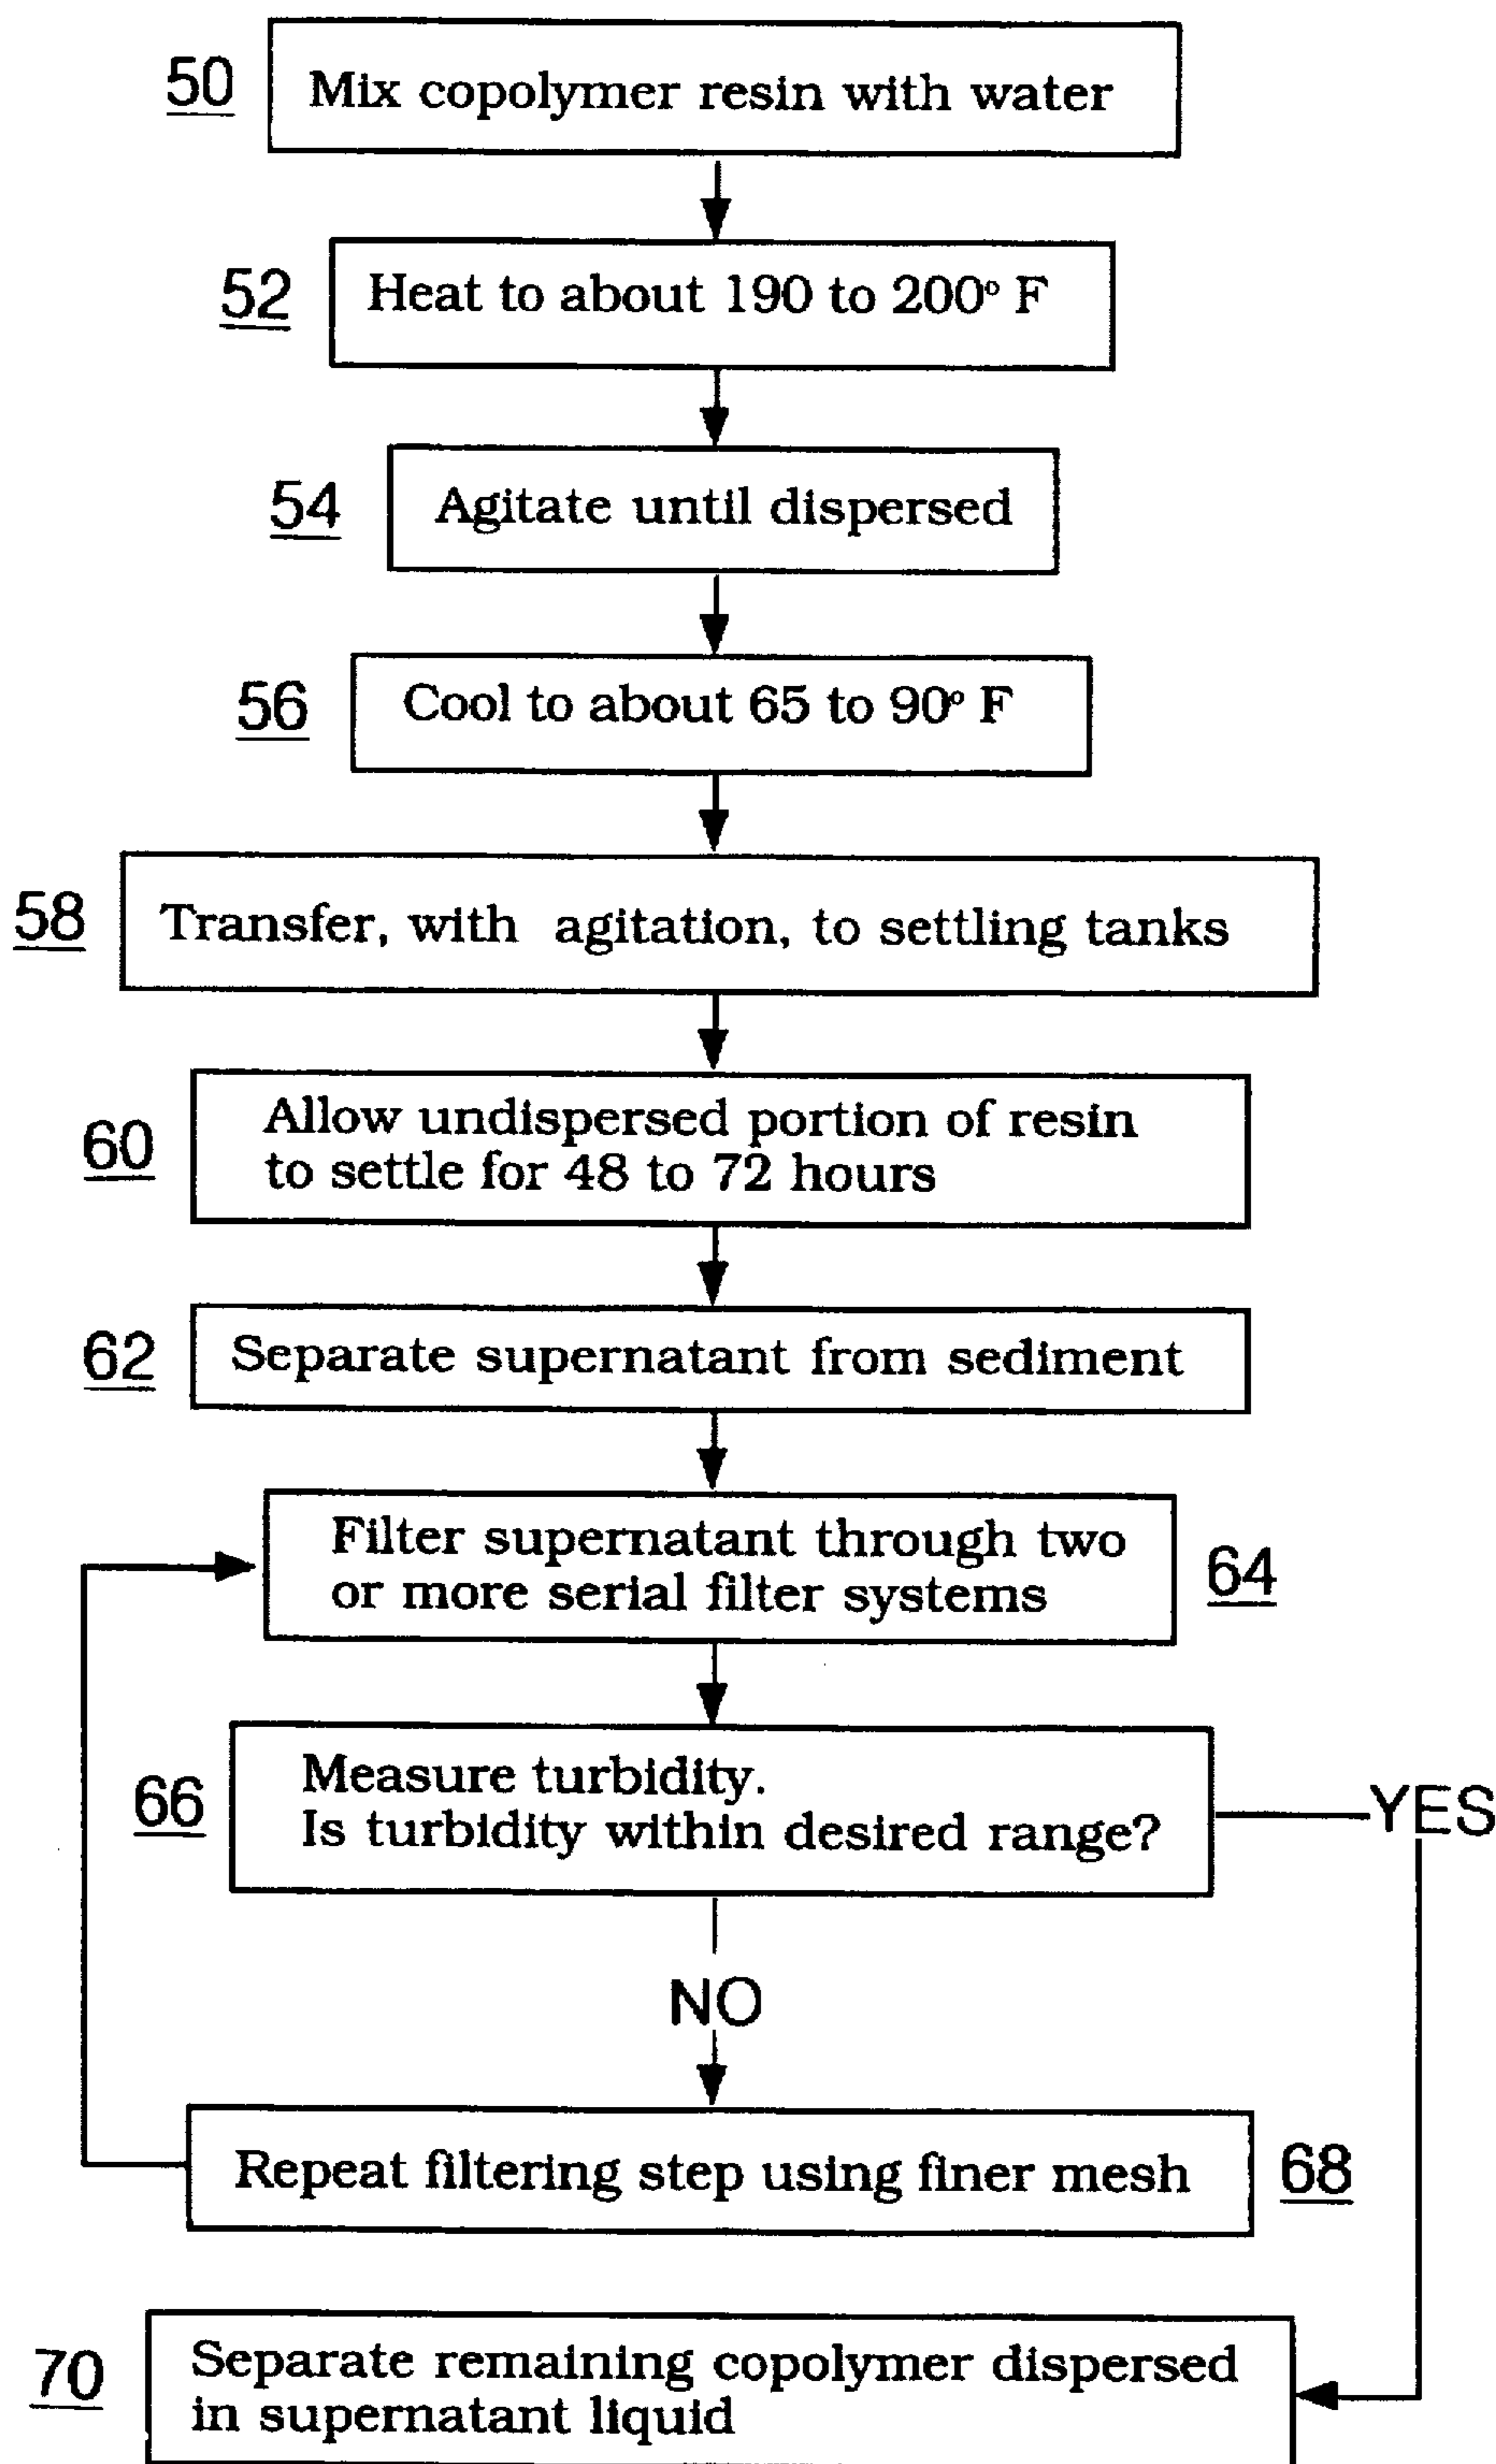 50
Mix copolymer resin with water
52
Heat to about 190 to 200° F
54
Agitate until dispersed
56
Cool to about 65 to 90° F
58
Transfer, with agitation, to settling tanks
60
Allow undispersed portion of resin
to settle for 48 to 72 hours
62
Separate supernatant from sediment
Filter supernatant through two
or more serial filter systems
64
66
Measure turbidity.
Is turbidity within desired range?
YES
NO
Repeat filtering step using finer mesh
68
70
Separate remaining copolymer dispersed
in supernatant liquid